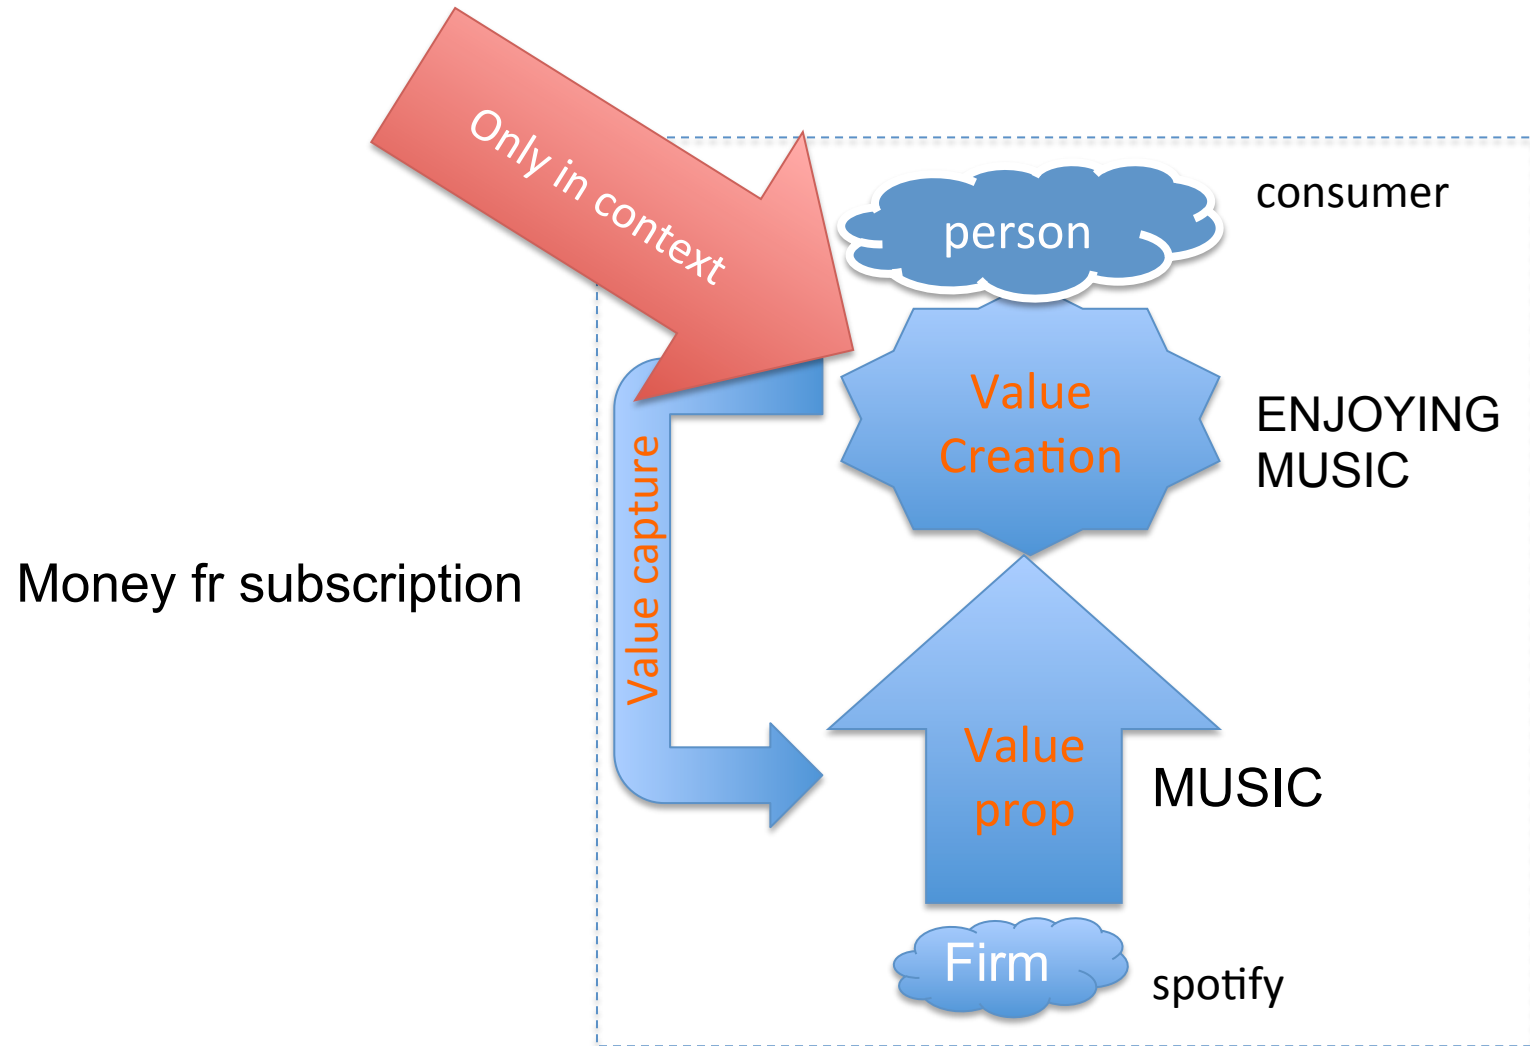 Only in context
person
consumer
Value
Creation
ENJOYING
MUSIC
Value capture
Money fr subscription
Value
prop
MUSIC
Firm
spotify